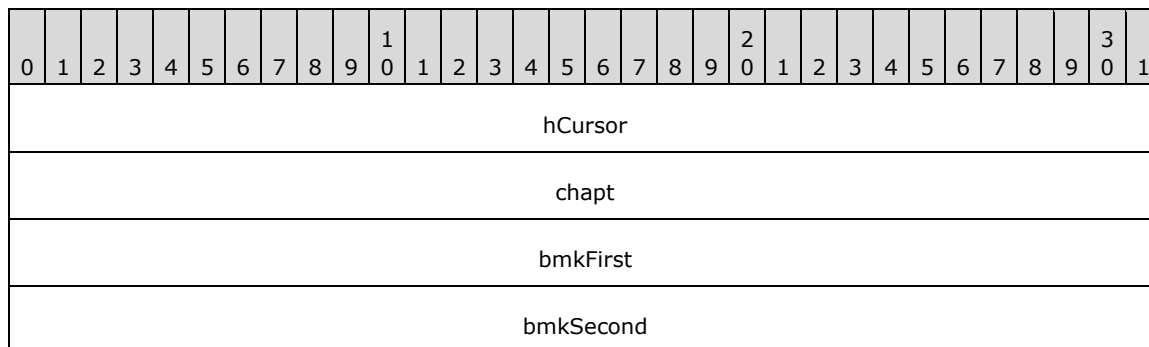 1 2 3
0 1 2 3 4 5 6 7 8 9 0 1 2 3 4 5 6 7 8 9 0 1 2 3 4 5 6 7 8 9 0 1
hCursor
chapt
bmkFirst
bmkSecond